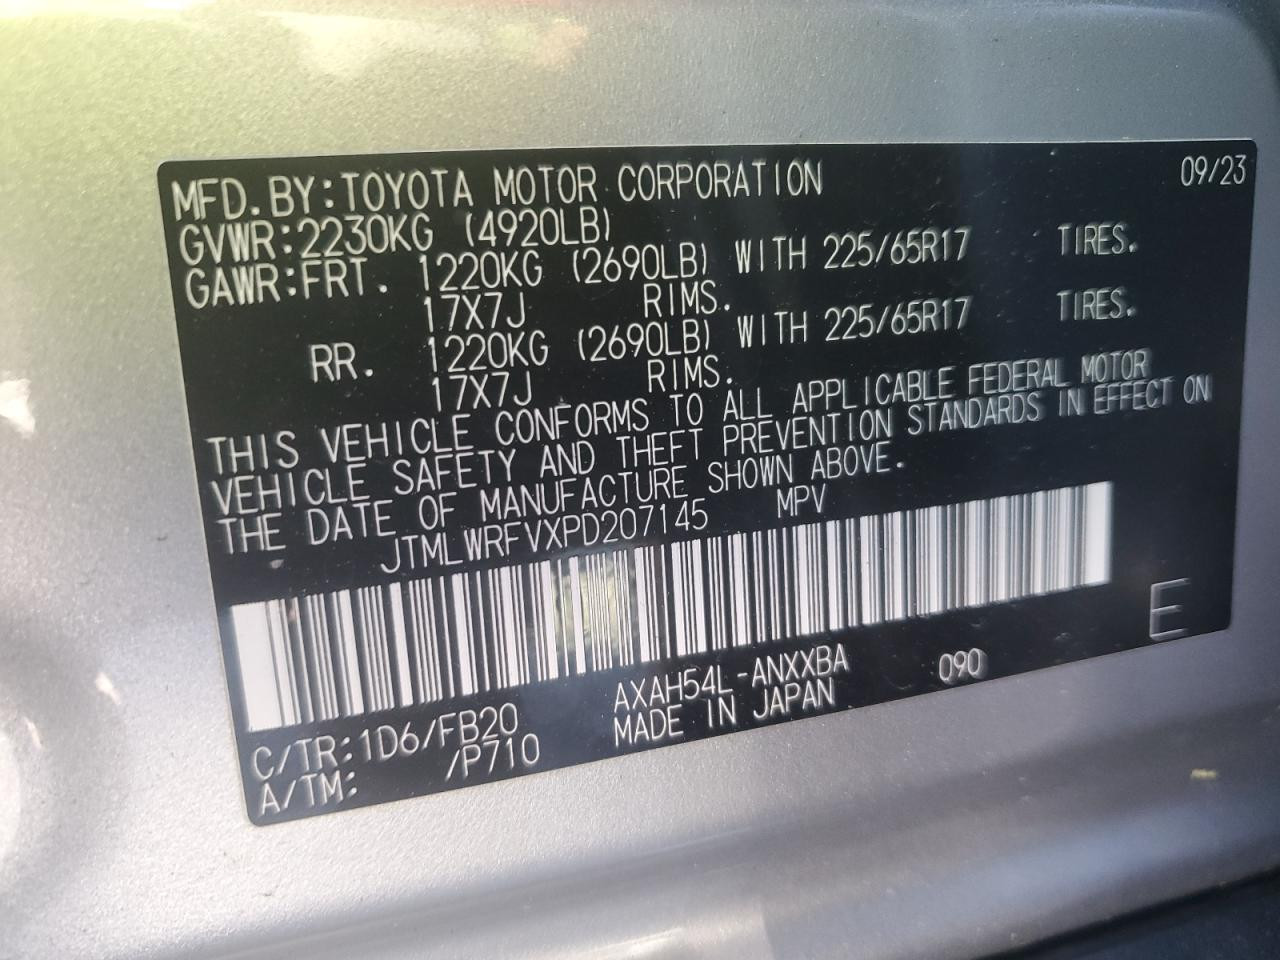 MFD.BY:TOYOTA MOTOR CORPORATION 09/23
GVWR:2230KG (4920LB)
GAWR:FRT. 1220KG (2690LB) WITH 225/65R17 TIRES.
17X7J RIMS.
RR. 1220KG (2690LB) WITH 225/65R17 TIRES.
17X7J RIMS.
THIS VEHICLE CONFORMS TO ALL APPLICABLE FEDERAL MOTOR
VEHICLE SAFETY AND THEFT PREVENTION STANDARDS IN EFFECT ON
THE DATE OF MANUFACTURE SHOWN ABOVE.
JTMLWRFVXPD207145 MPV
E
C/TR:1D6/FB20 AXAH54L-ANXXBA 090
A/TM: /P710 MADE IN JAPAN